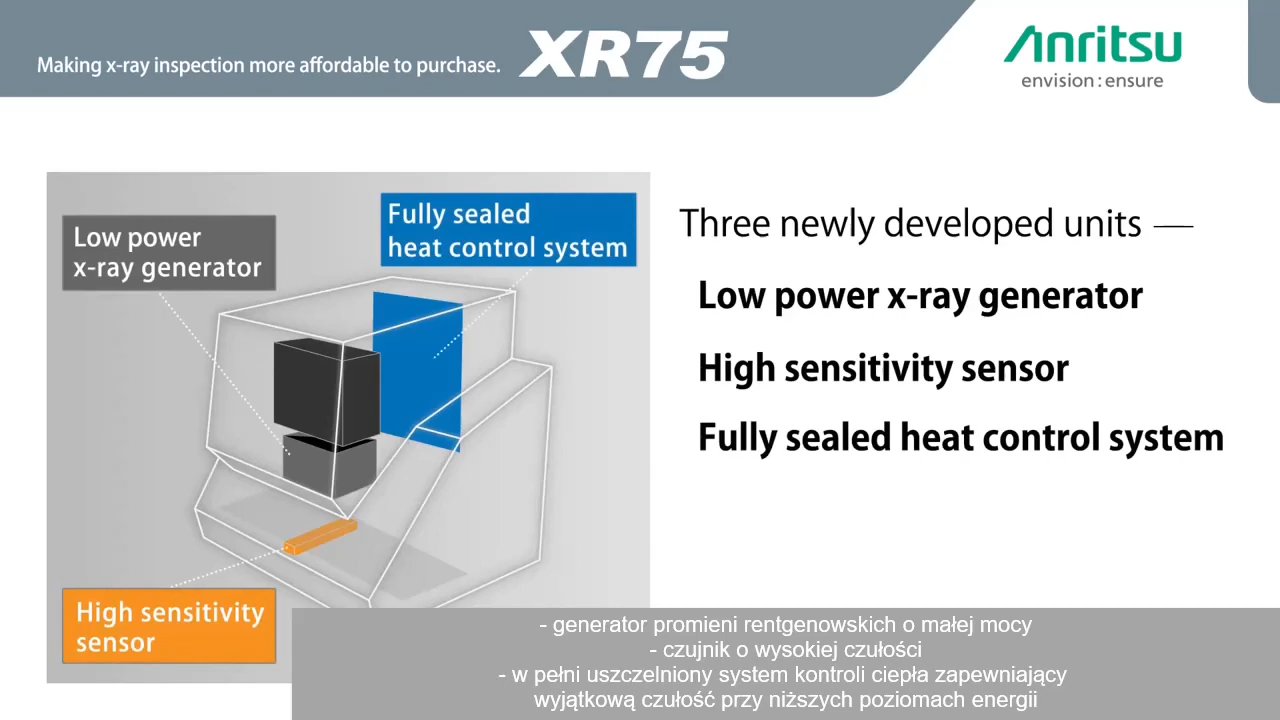 Making x-ray inspection more affordable to purchase.
XR75
Anritsu
envision : ensure
Low power
x-ray generator
Fully sealed
heat control system
High sensitivity
sensor
Three newly developed units —
Low power x-ray generator
High sensitivity sensor
Fully sealed heat control system
- generator promieni rentgenowskich o małej mocy
- czujnik o wysokiej czułości
- w pełni uszczelniony system kontroli ciepła zapewniający
wyjątkową czułość przy niższych poziomach energii